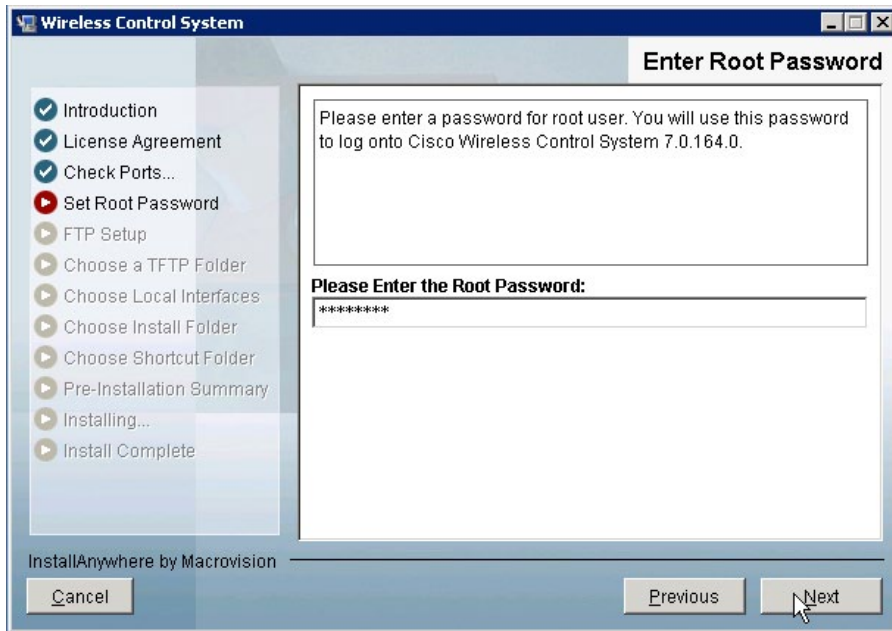 Wireless Control System
Enter Root Password
Introduction
License Agreement
Check Ports...
Set Root Password
FTP Setup
Choose a TFTP Folder
Choose Local Interfaces
Choose Install Folder
Choose Shortcut Folder
Pre-Installation Summary
Installing...
Install Complete
Please enter a password for root user. You will use this password
to log onto Cisco Wireless Control System 7.0.164.0.
Please Enter the Root Password:
********
InstallAnywhere by Macrovision
Cancel
Previous
Next